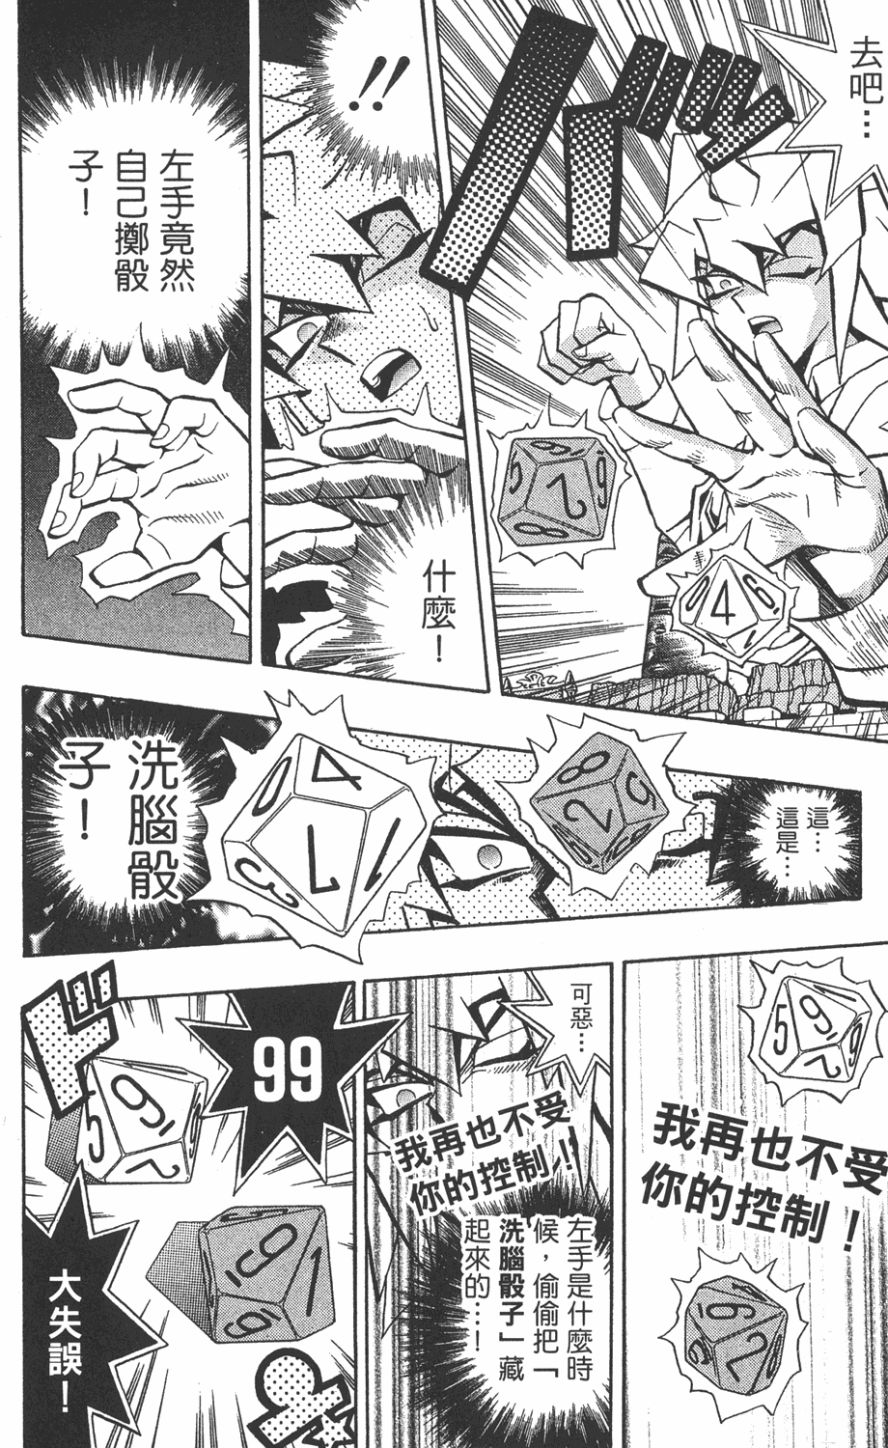 去吧…
バッ
!!
什麼！
左手竟然
自己擲骰
子！
這…
這是…
洗腦骰
子！
我再也不受
你的控制！
可惡…
我再也不受
你的控制！
左手是什麼時
候，偷偷把「
洗腦骰子」藏
起來的…！
99
大失誤！